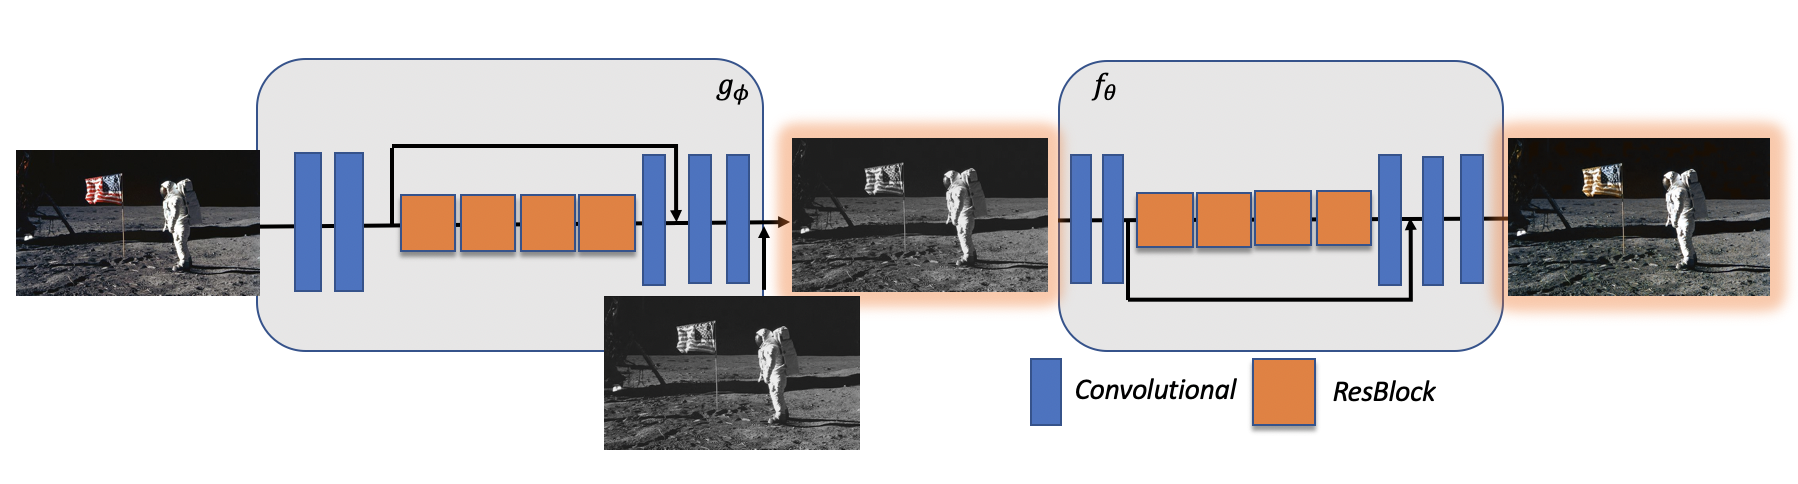 gϕ
fθ
Convolutional
ResBlock